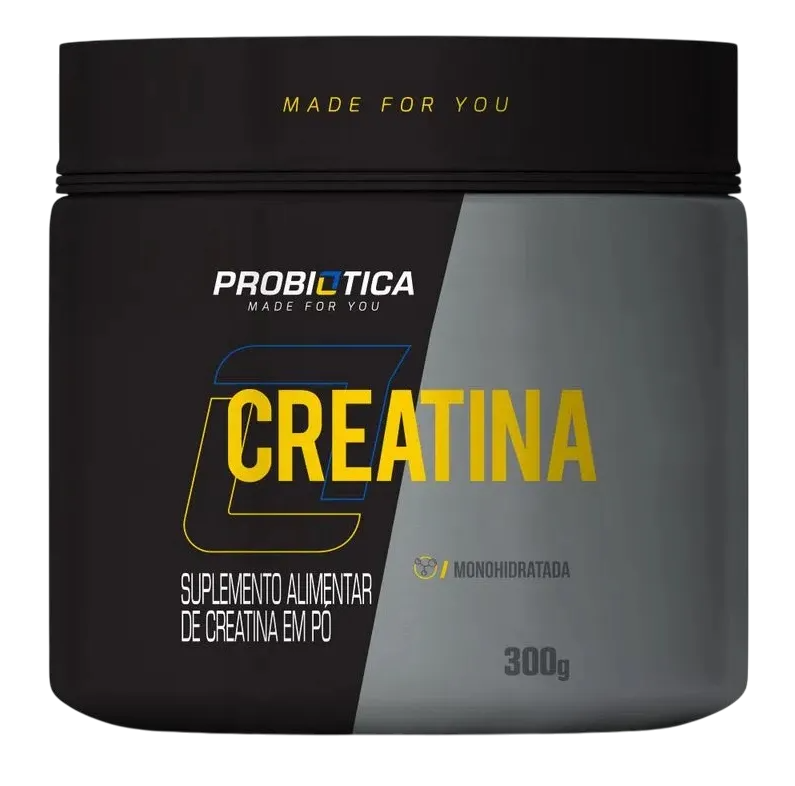 MADE FOR YOU
PROBIOTICA
MADE FOR YOU
CREATINA
MONOHIDRATADA
SUPLEMENTO ALIMENTAR
DE CREATINA EM PÓ
300g